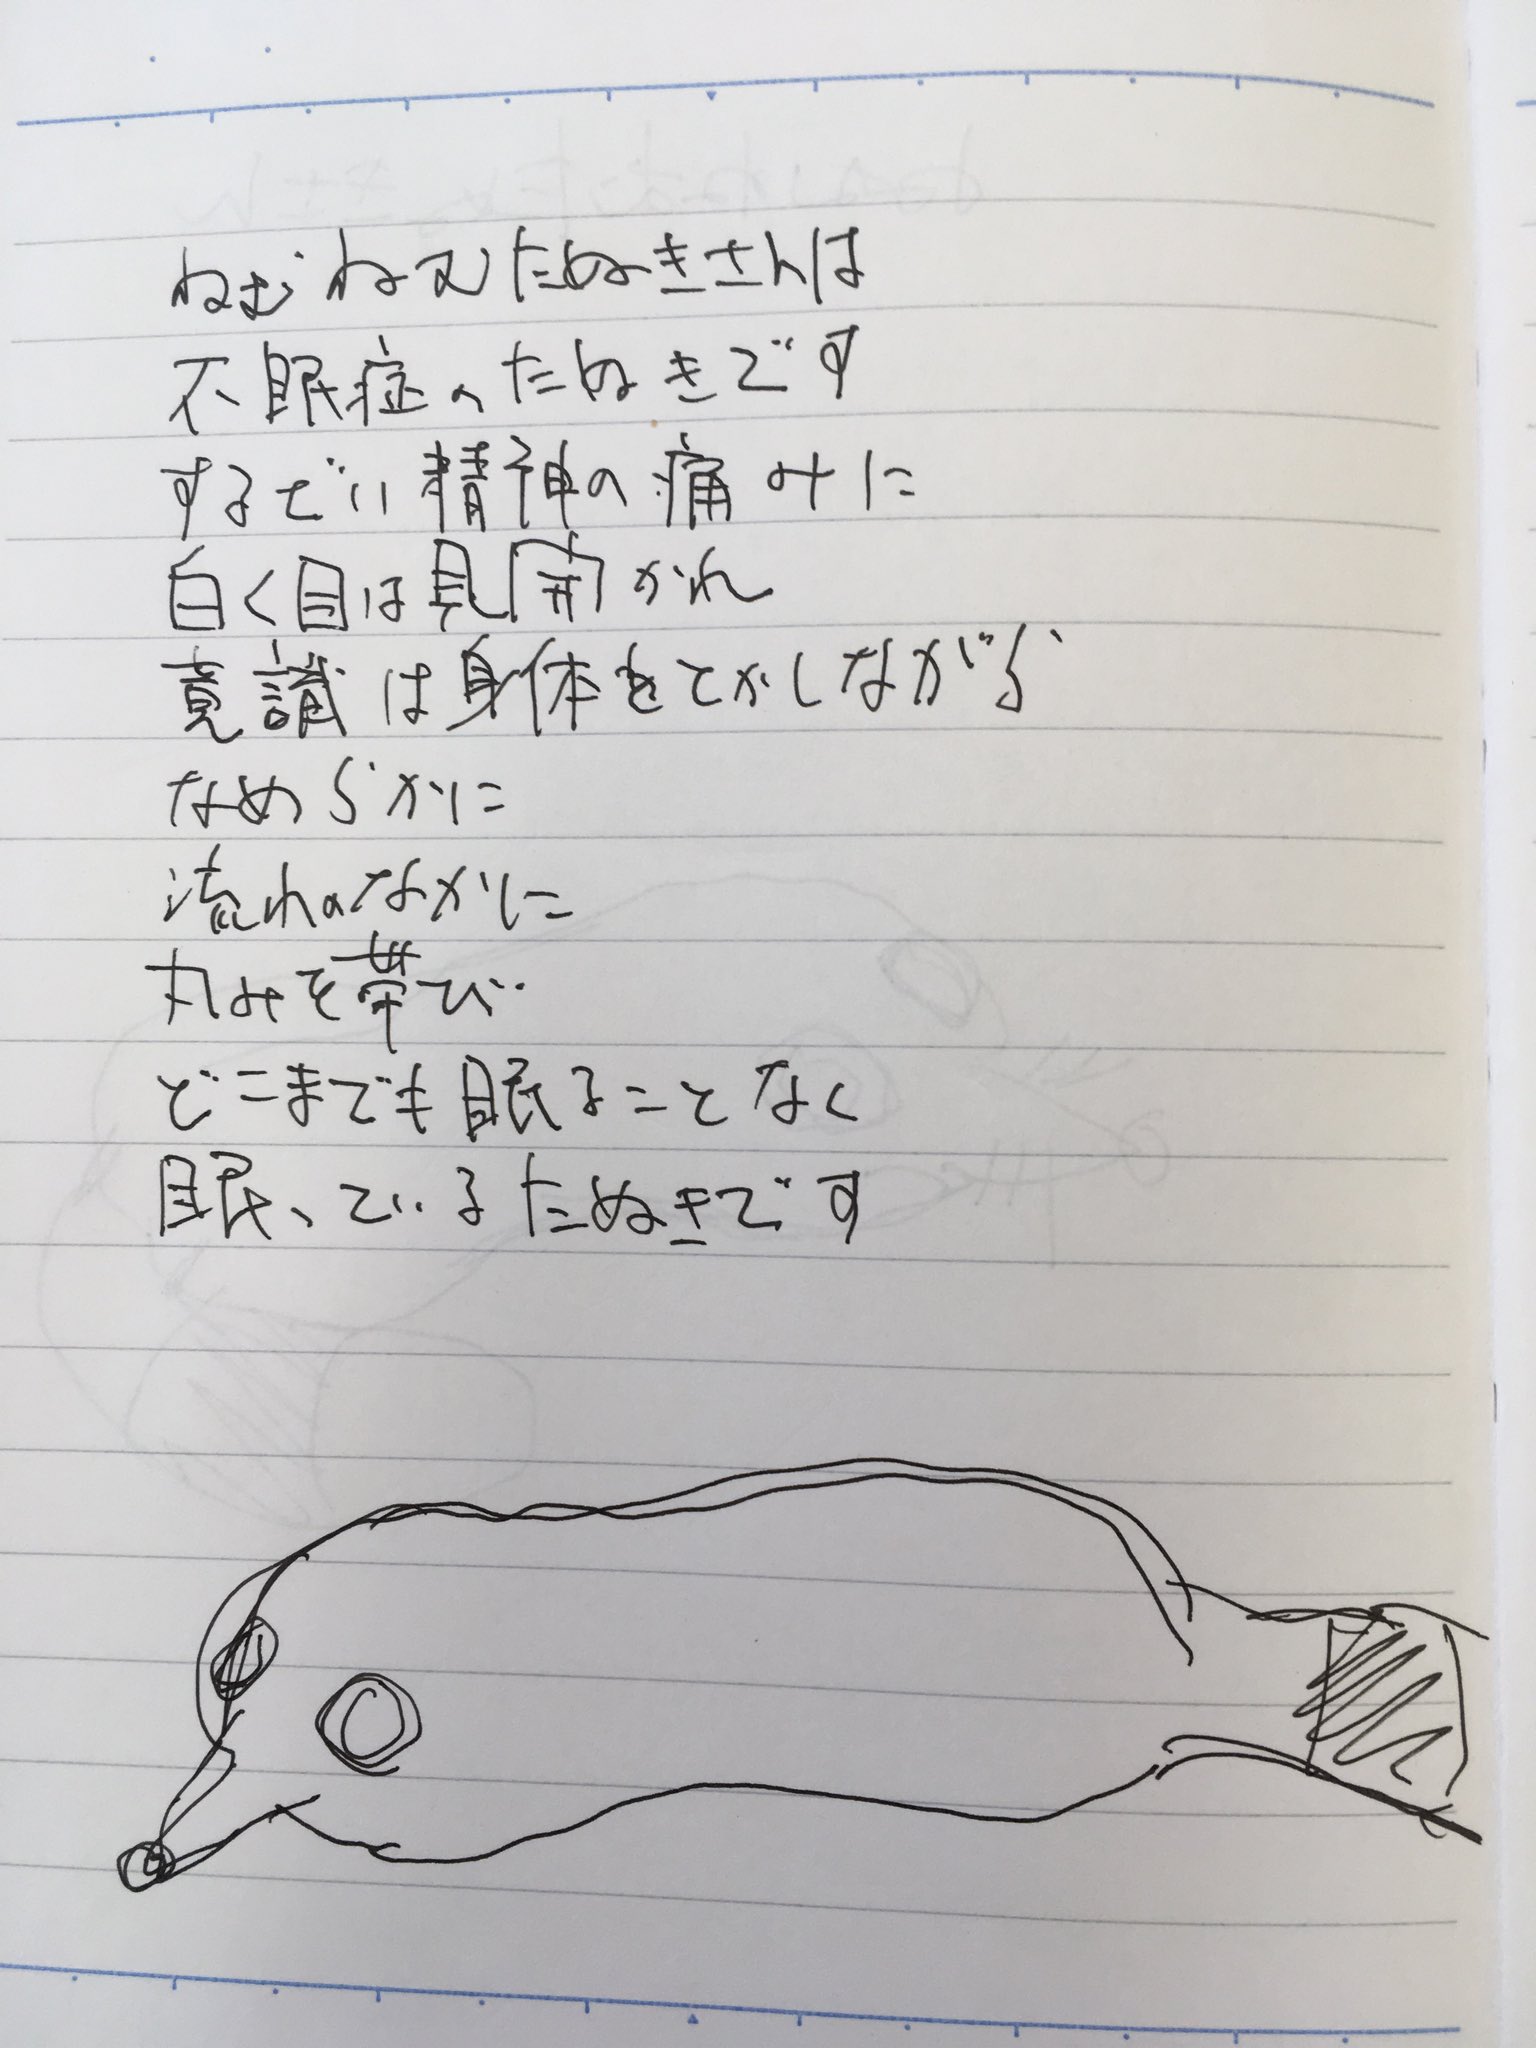 ねむねむたぬきさんは
不眠症のたぬきです
するどい精神の痛みに
白く目は見開かれ
意識は身体をとかしながら
なめらかに
流れのなかに
丸みを帯び
どこまでも眠ることなく
眠っているたぬきです